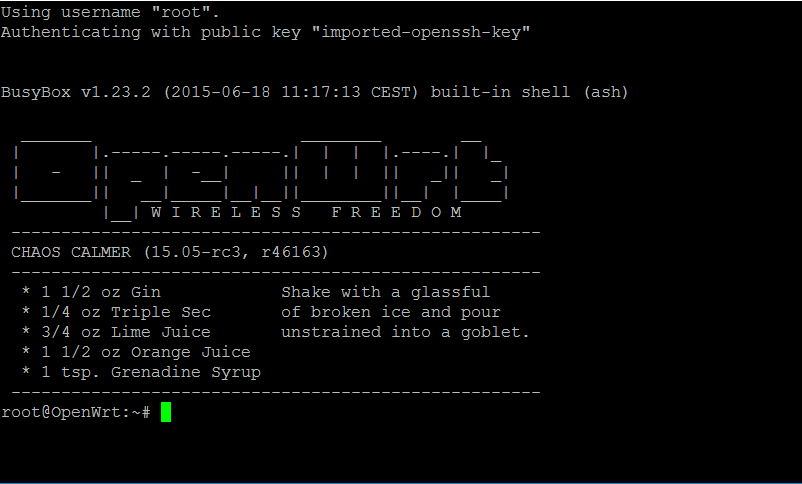 Using username "root".
Authenticating with public key "imported-openssh-key"
BusyBox v1.23.2 (2015-06-18 11:17:13 CEST) built-in shell (ash)
OpenWrt
W I R E L E S S   F R E E D O M
-----------------------------------------------------
CHAOS CALMER (15.05-rc3, r46163)
-----------------------------------------------------
* 1 1/2 oz Gin            Shake with a glassful
* 1/4 oz Triple Sec       of broken ice and pour
* 3/4 oz Lime Juice       unstrained into a goblet.
* 1 1/2 oz Orange Juice
* 1 tsp. Grenadine Syrup
-----------------------------------------------------
root@OpenWrt:~#